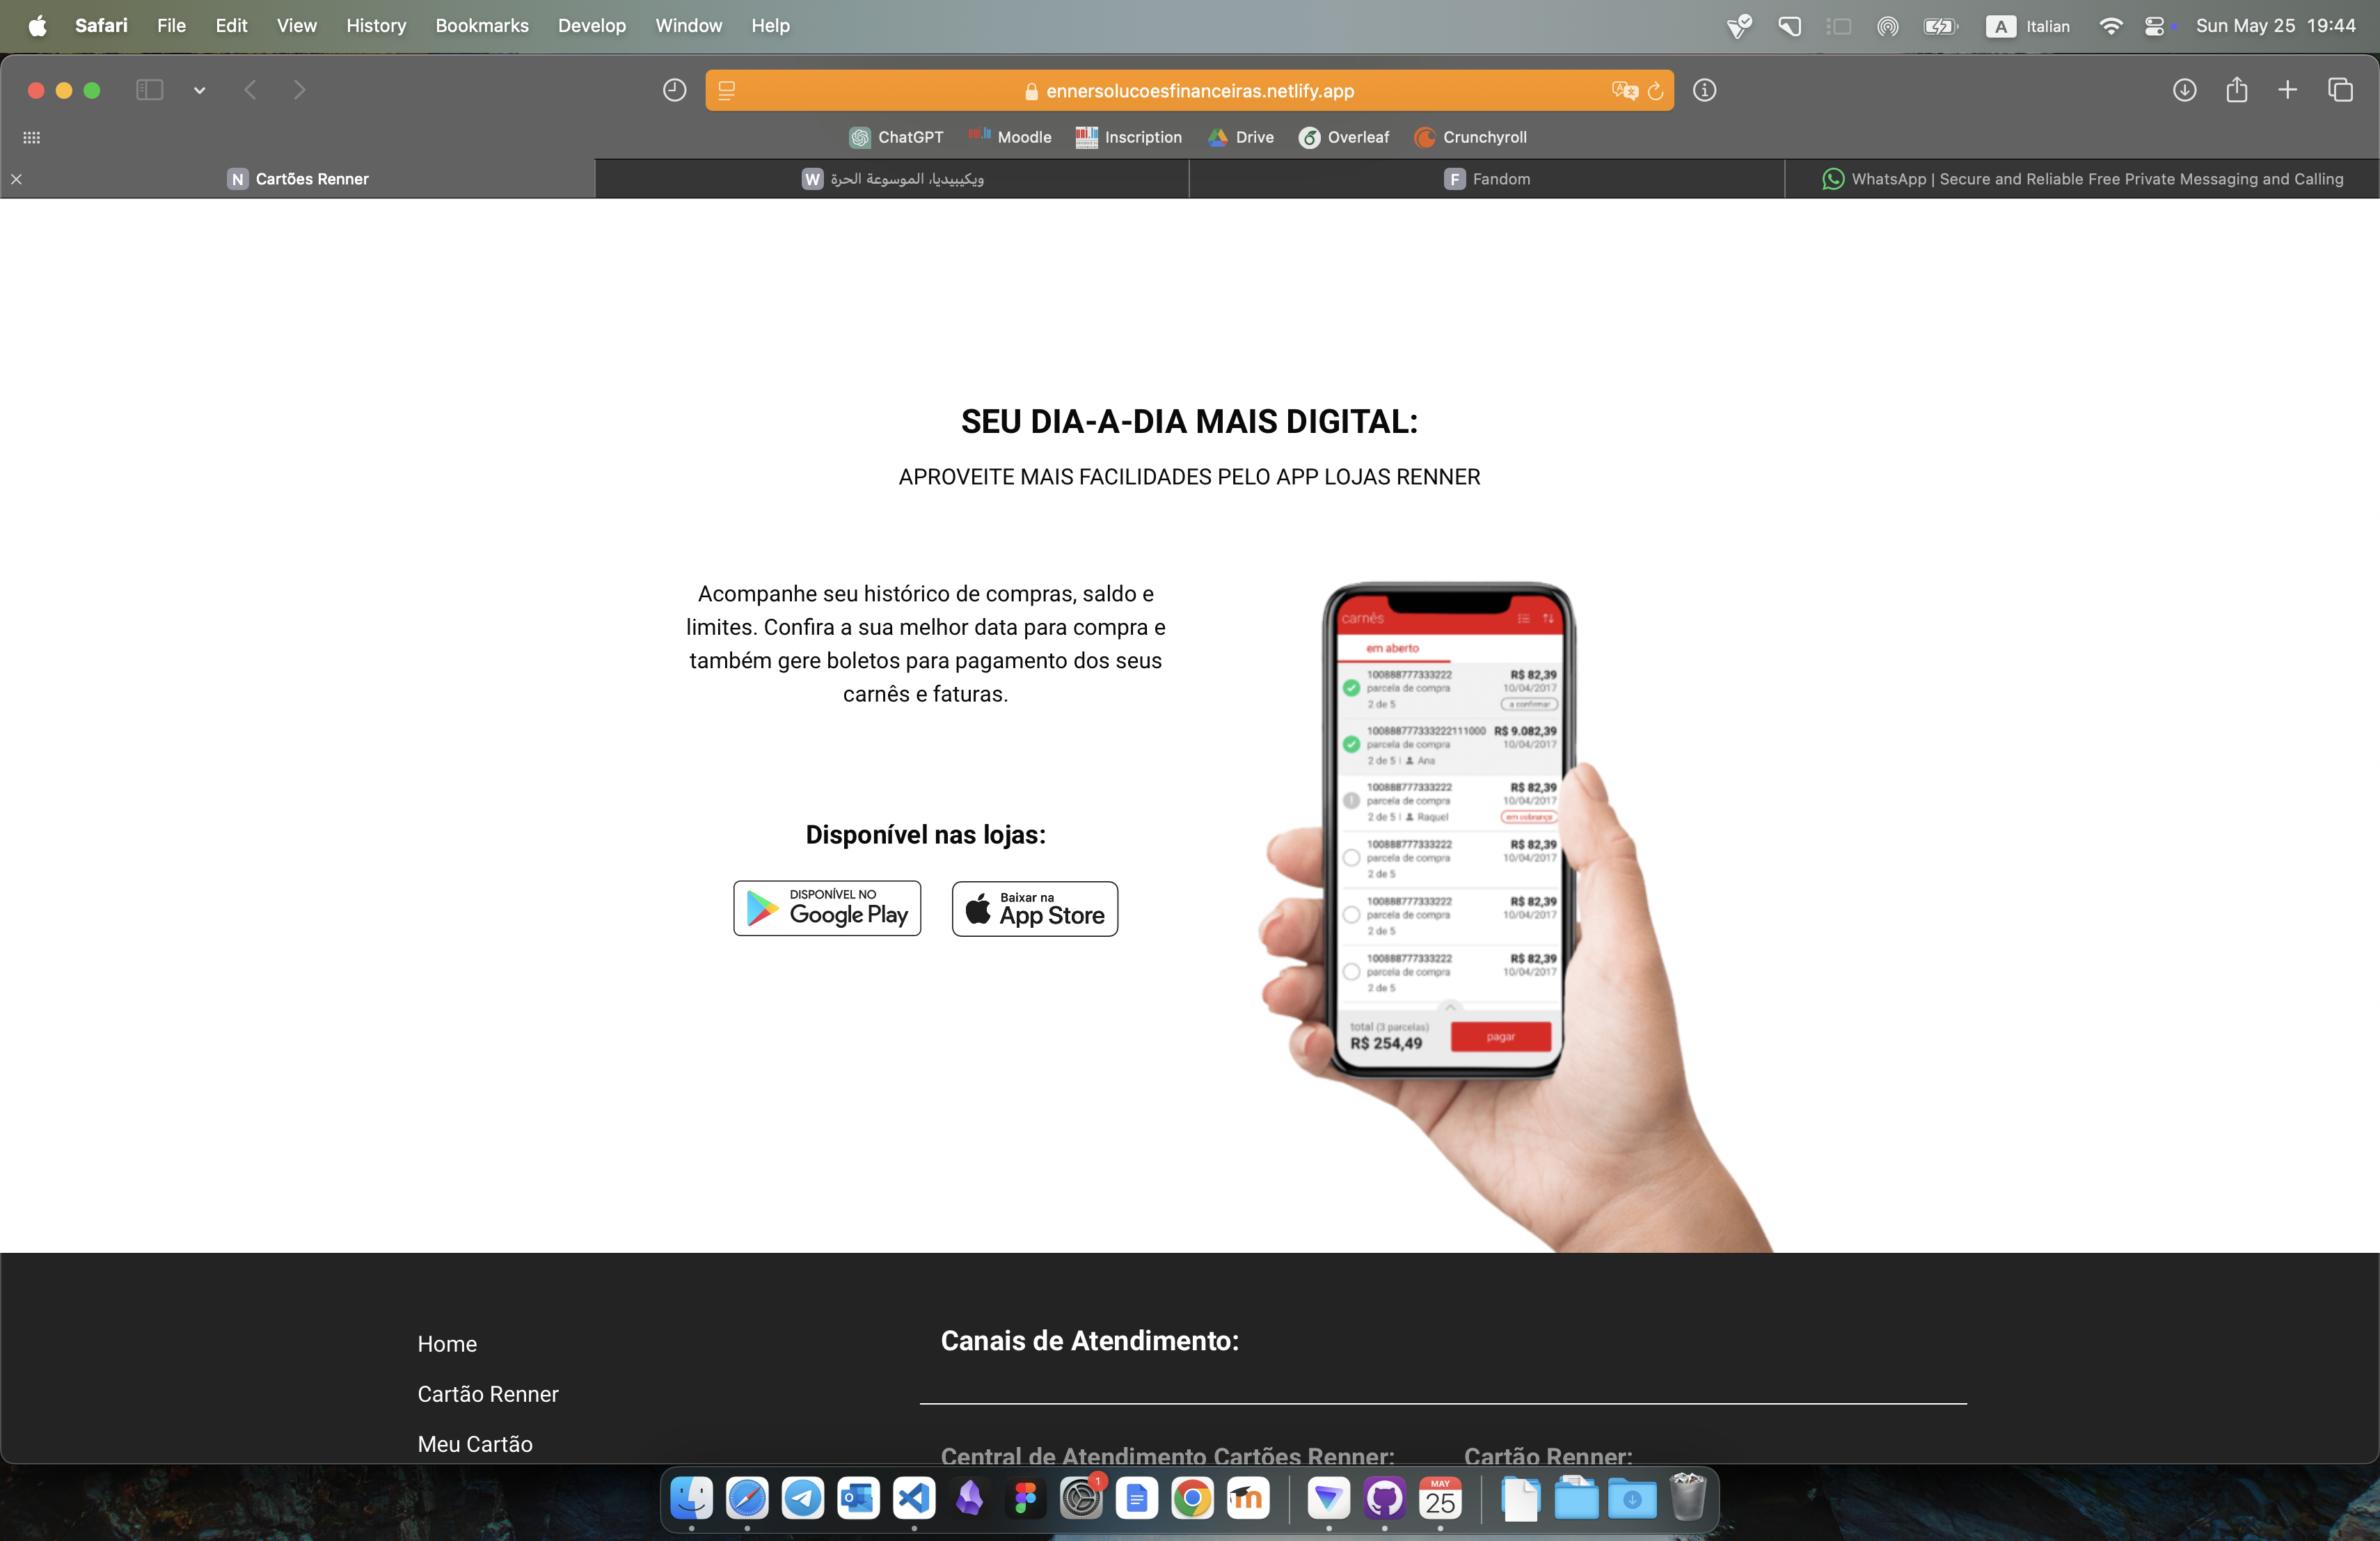 Safari File Edit View History Bookmarks Develop Window Help
A Italian Sun May 25 19:44
ennersolucoesfinanceiras.netlify.app
ChatGPT Moodle Inscription Drive Overleaf Crunchyroll
N Cartões Renner
W ويكيبيديا، الموسوعة الحرة
F Fandom
WhatsApp | Secure and Reliable Free Private Messaging and Calling
SEU DIA-A-DIA MAIS DIGITAL:
APROVEITE MAIS FACILIDADES PELO APP LOJAS RENNER
Acompanhe seu histórico de compras, saldo e
limites. Confira a sua melhor data para compra e
também gere boletos para pagamento dos seus
carnês e faturas.
Disponível nas lojas:
DISPONÍVEL NO
Google Play
Baixar na
App Store
carnês
em aberto
100888777333222 R$ 82,39
parcela de compra 10/04/2017
2 de 5 a confirmar
100888777333222111000 R$ 9.082,39
parcela de compra 10/04/2017
2 de 5 | Ana
100888777333222 R$ 82,39
parcela de compra 10/04/2017
2 de 5 | Raquel em cobrança
100888777333222 R$ 82,39
parcela de compra 10/04/2017
2 de 5
100888777333222 R$ 82,39
parcela de compra 10/04/2017
2 de 5
100888777333222 R$ 82,39
parcela de compra 10/04/2017
2 de 5
total (3 parcelas)
R$ 254,49
pagar
Home
Cartão Renner
Meu Cartão
Canais de Atendimento:
Central de Atendimento Cartões Renner: Cartão Renner:
1
MAY
25